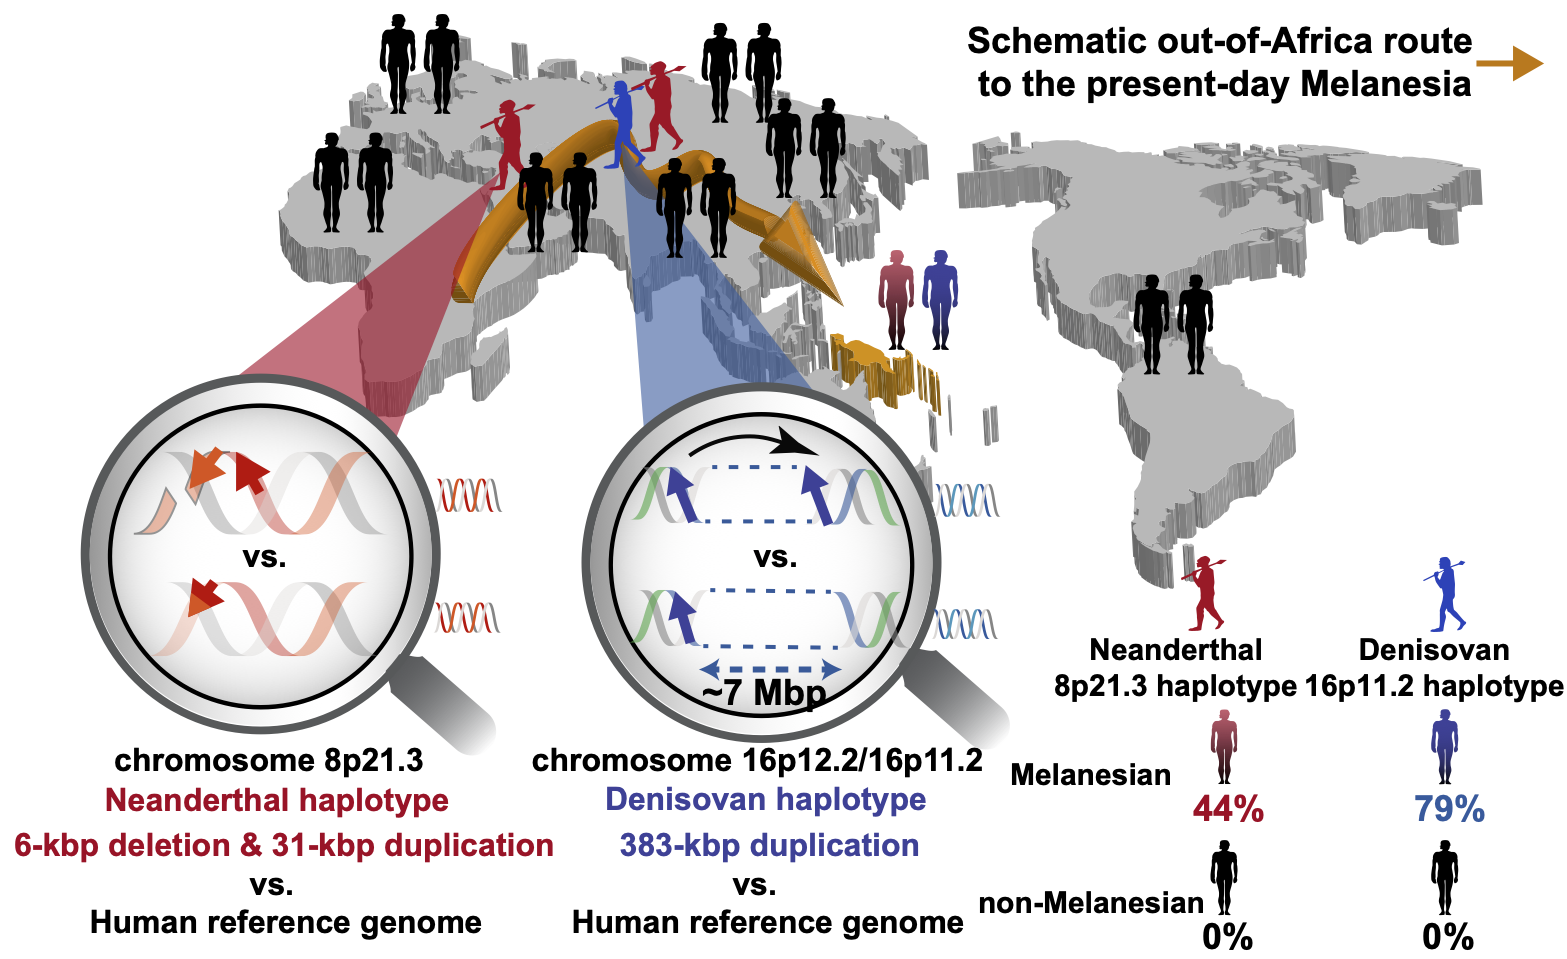 Schematic out-of-Africa route
to the present-day Melanesia
vs.
vs.
~7 Mbp
chromosome 8p21.3
Neanderthal haplotype
6-kbp deletion & 31-kbp duplication
vs.
Human reference genome
chromosome 16p12.2/16p11.2
Denisovan haplotype
383-kbp duplication
vs.
Human reference genome
Neanderthal
8p21.3 haplotype
Denisovan
16p11.2 haplotype
Melanesian
44%
79%
non-Melanesian
0%
0%